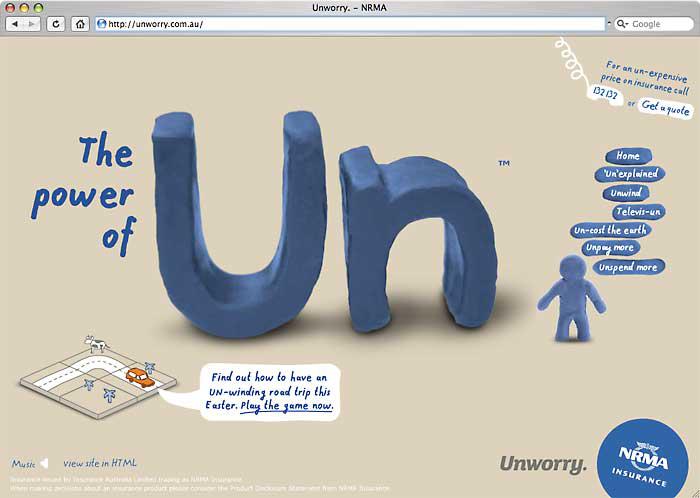 Unworry. – NRMA
http://unworry.com.au/
Google
For an un-expensive
price on insurance call
132 132 or Get a quote
The
power
of
Un
TM
Home
'Un'explained
Unwind
Televis-un
Un-cost the earth
Unpay more
Unspend more
Find out how to have an
UN-winding road trip this
Easter. Play the game now.
Music
view site in HTML
Insurance issued by Insurance Australia Limited trading as NRMA Insurance.
When making decisions about an insurance product please consider the Product Disclosure Statement from NRMA Insurance.
Unworry.
NRMA
INSURANCE